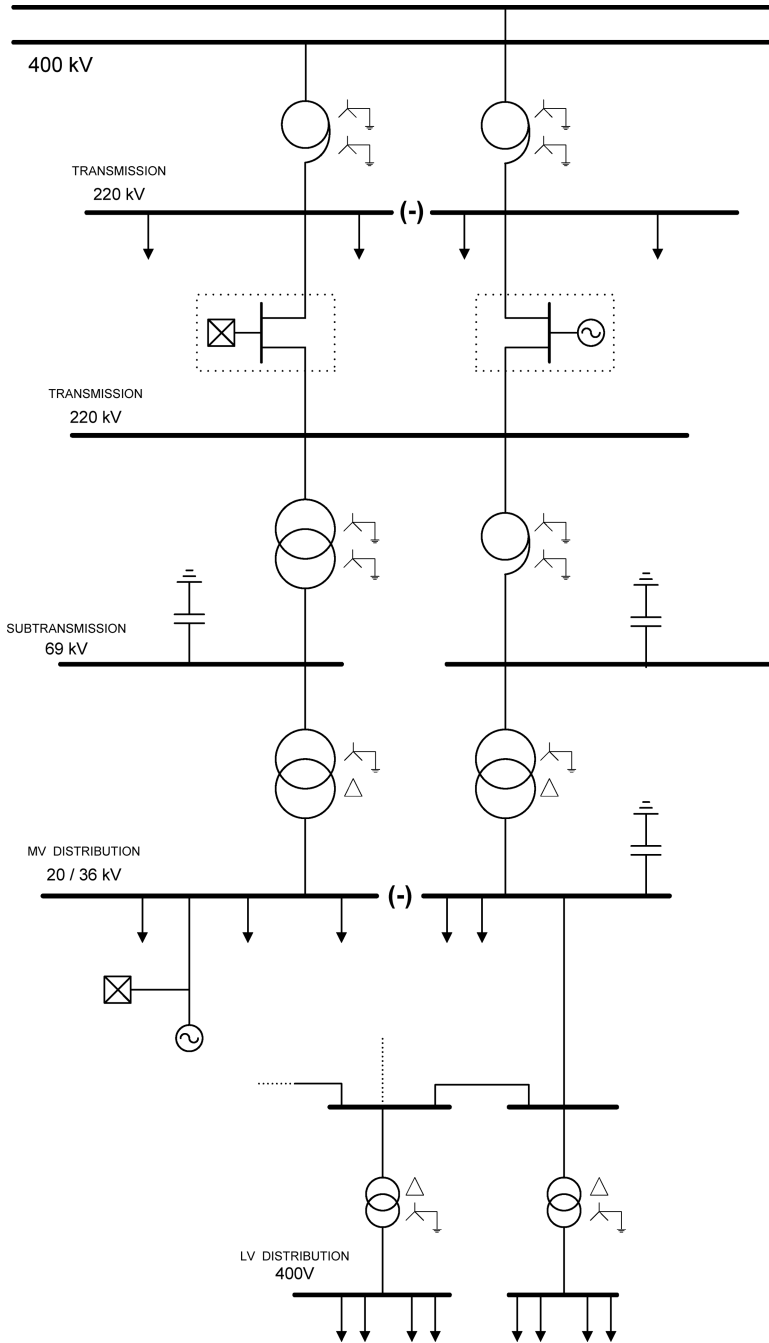 400 kV
TRANSMISSION
220 kV
(-)
TRANSMISSION
220 kV
SUBTRANSMISSION
69 kV
MV DISTRIBUTION
20 / 36 kV
(-)
LV DISTRIBUTION
400V